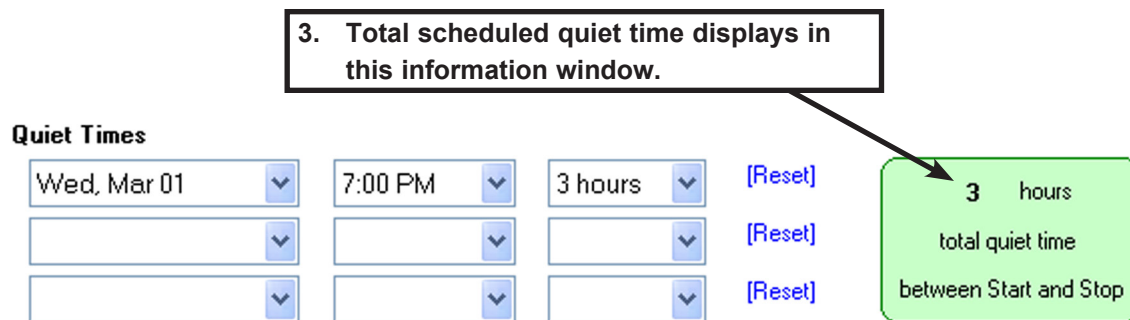 3. Total scheduled quiet time displays in
this information window.
Quiet Times
Wed, Mar 01 7:00 PM 3 hours [Reset]
[Reset]
[Reset]
3 hours
total quiet time
between Start and Stop